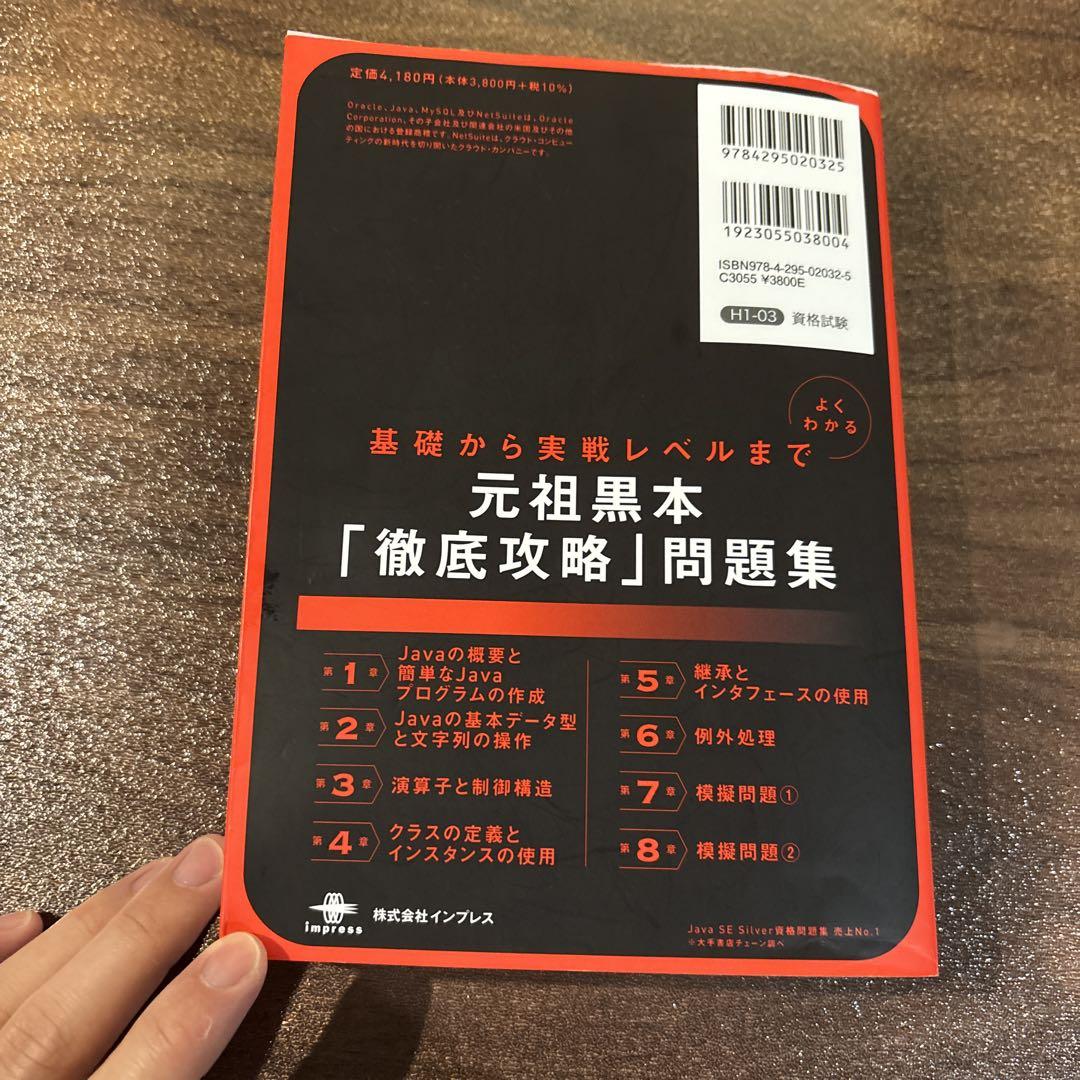 定価4,180円(本体3,800円+税10%)
Oracle、Java、MySQL及びNetSuiteは、Oracle
Corporation、その子会社及び関連会社の米国及びその他
の国における登録商標です。NetSuiteは、クラウド・コンピュー
ティングの新時代を切り開いたクラウド・カンパニーです。
9784295020325
1923055038004
ISBN978-4-295-02032-5
C3055 ¥3800E
H1-03 資格試験
よく
わかる
基礎から実戦レベルまで
元祖黒本
「徹底攻略」問題集
第1章 Javaの概要と
簡単なJava
プログラムの作成
第2章 Javaの基本データ型
と文字列の操作
第3章 演算子と制御構造
第4章 クラスの定義と
インスタンスの使用
第5章 継承と
インタフェースの使用
第6章 例外処理
第7章 模擬問題①
第8章 模擬問題②
impress 株式会社インプレス
Java SE Silver資格問題集 売上No.1
※大手書店チェーン調べ